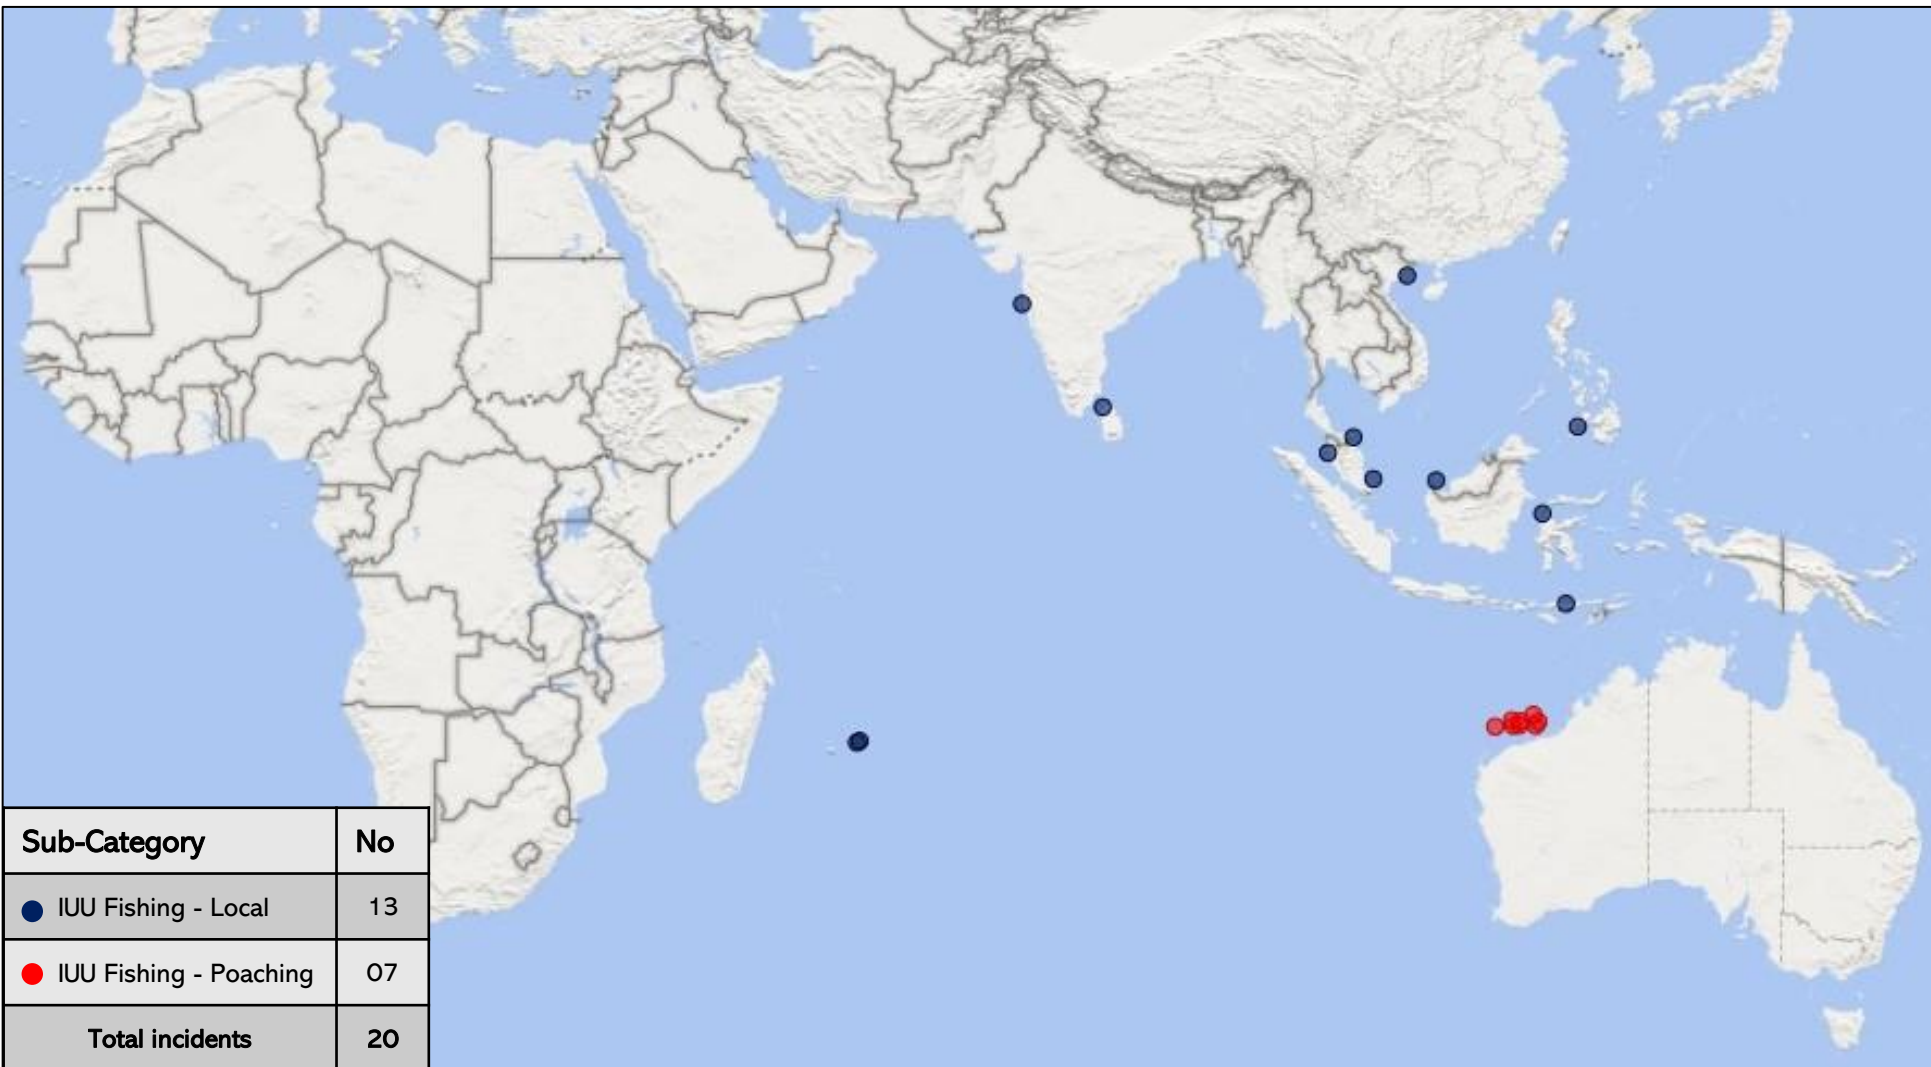 Sub-Category No
IUU Fishing - Local 13
IUU Fishing - Poaching 07
Total incidents 20